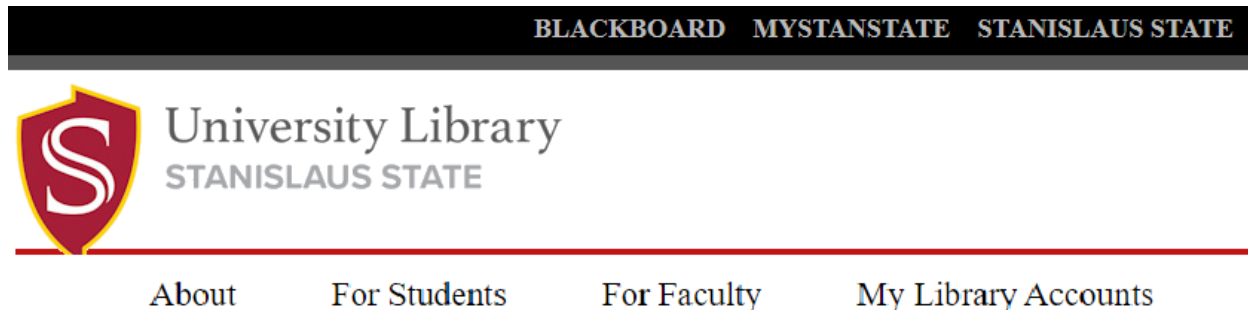 BLACKBOARD MYSTANSTATE STANISLAUS STATE
S
University Library
STANISLAUS STATE
About For Students For Faculty My Library Accounts